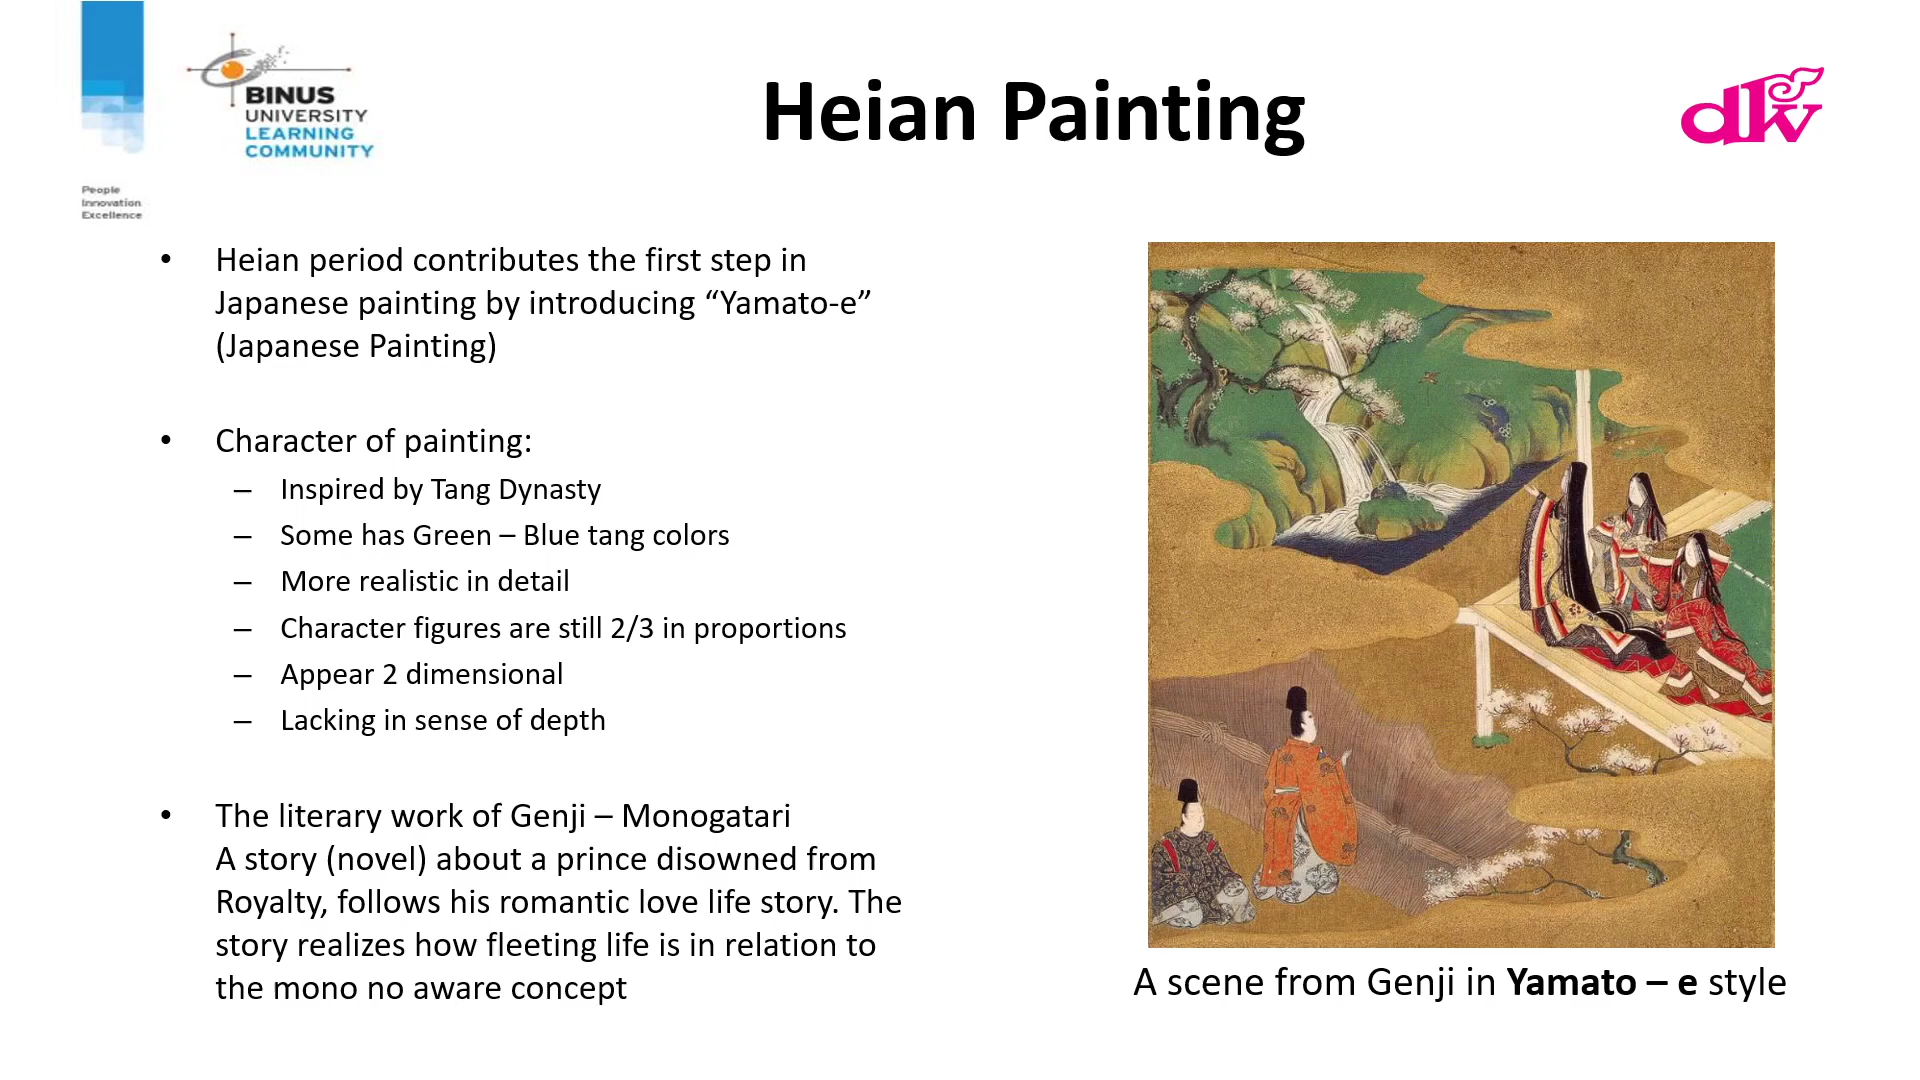 BINUS
UNIVERSITY
LEARNING
COMMUNITY
People
Innovation
Excellence
Heian Painting
dkv
• Heian period contributes the first step in
Japanese painting by introducing “Yamato-e”
(Japanese Painting)
• Character of painting:
– Inspired by Tang Dynasty
– Some has Green – Blue tang colors
– More realistic in detail
– Character figures are still 2/3 in proportions
– Appear 2 dimensional
– Lacking in sense of depth
• The literary work of Genji – Monogatari
A story (novel) about a prince disowned from
Royalty, follows his romantic love life story. The
story realizes how fleeting life is in relation to
the mono no aware concept
A scene from Genji in Yamato – e style